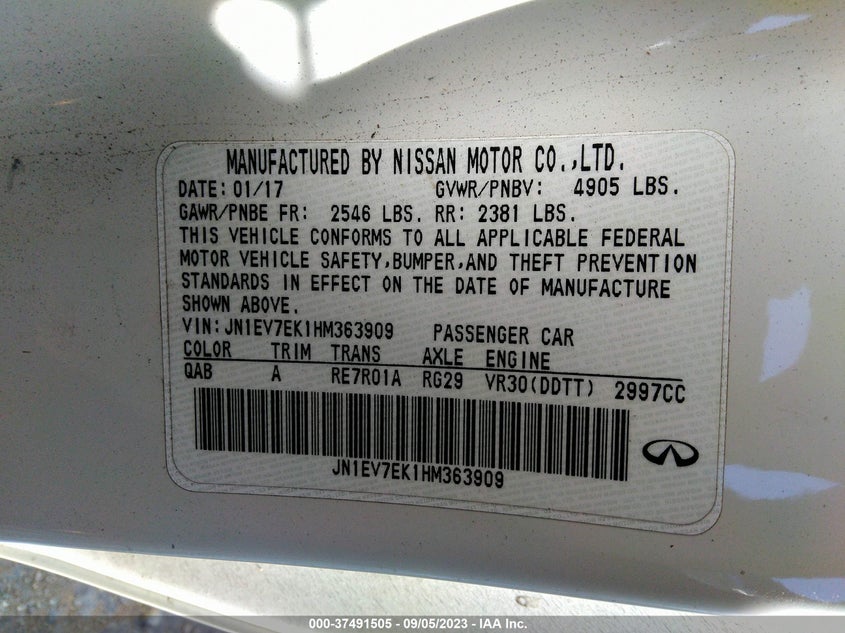 MANUFACTURED BY NISSAN MOTOR CO.,LTD.
DATE: 01/17 GVWR/PNBV: 4905 LBS.
GAWR/PNBE FR: 2546 LBS. RR: 2381 LBS.
THIS VEHICLE CONFORMS TO ALL APPLICABLE FEDERAL
MOTOR VEHICLE SAFETY,BUMPER,AND THEFT PREVENTION
STANDARDS IN EFFECT ON THE DATE OF MANUFACTURE
SHOWN ABOVE.
VIN:JN1EV7EK1HM363909 PASSENGER CAR
COLOR TRIM TRANS AXLE ENGINE
QAB A RE7R01A RG29 VR30(DDTT) 2997CC
JN1EV7EK1HM363909
000-37491505 - 09/05/2023 - IAA Inc.